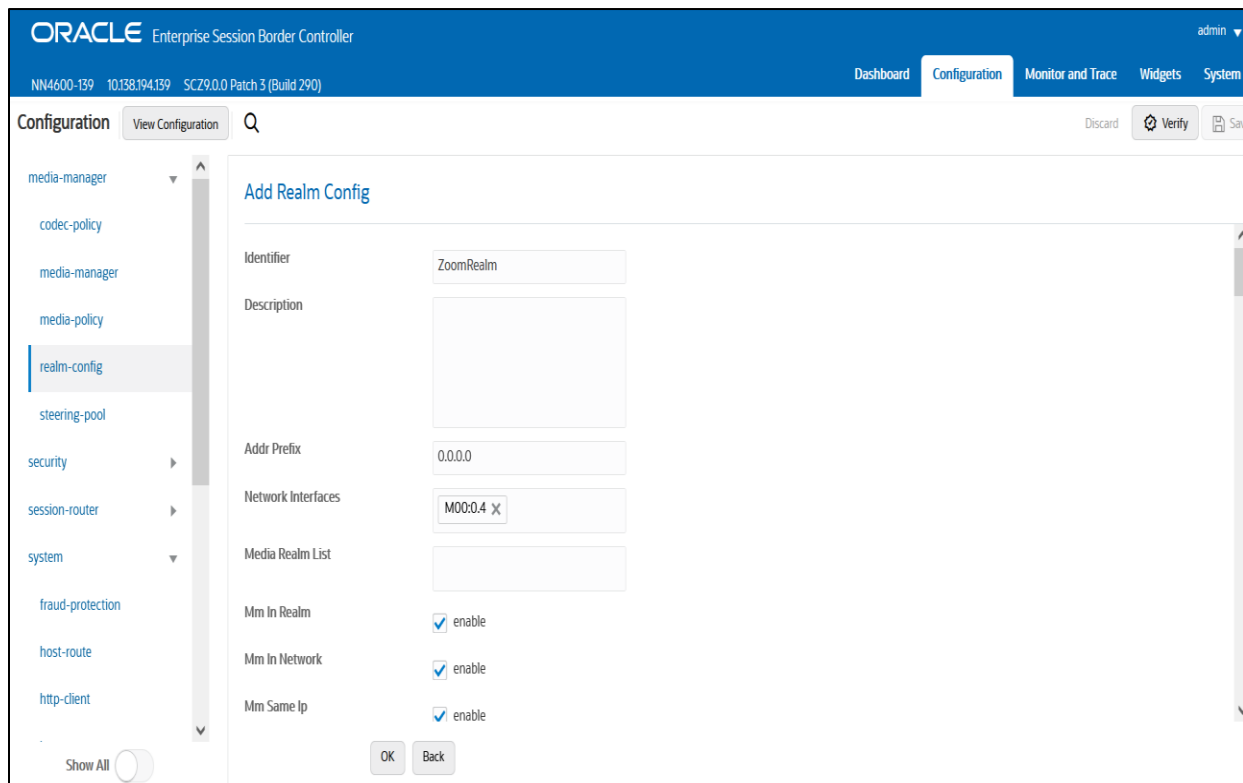 ORACLE Enterprise Session Border Controller
admin
NN4600-139 10.138.194.139 SCZ9.0.0 Patch 3 (Build 290)
Dashboard Configuration Monitor and Trace Widgets System
Configuration View Configuration Discard Verify
media-manager
codec-policy
media-manager
media-policy
realm-config
steering-pool
security
session-router
system
fraud-protection
host-route
http-client
Show All
Add Realm Config
Identifier ZoomRealm
Description
Addr Prefix 0.0.0.0
Network Interfaces M00:0.4 X
Media Realm List
Mm In Realm enable
Mm In Network enable
Mm Same Ip enable
OK Back